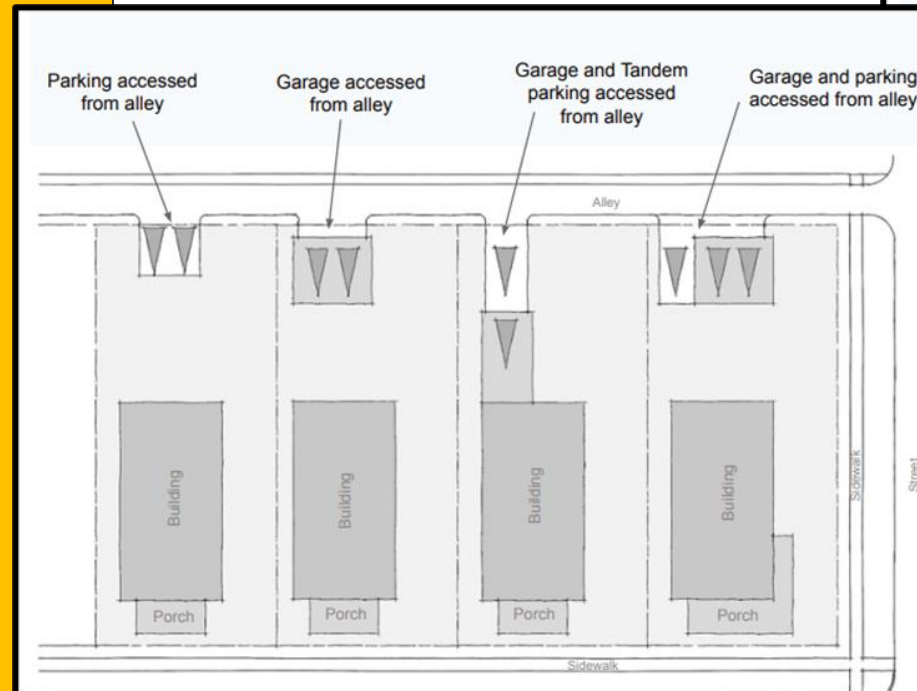 Parking accessed
from alley
Garage accessed
from alley
Garage and Tandem
parking accessed
from alley
Garage and parking
accessed from alley
Alley
Building
Building
Building
Building
Porch
Porch
Porch
Porch
Sidewalk
Sidewalk
Street